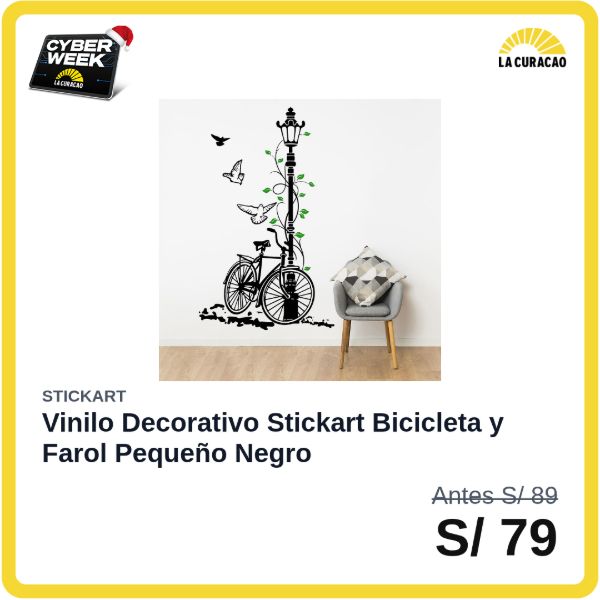 CYBER
WEEK
LA CURACAO
LA CURACAO
STICKART
Vinilo Decorativo Stickart Bicicleta y
Farol Pequeño Negro
Antes S/ 89
S/ 79